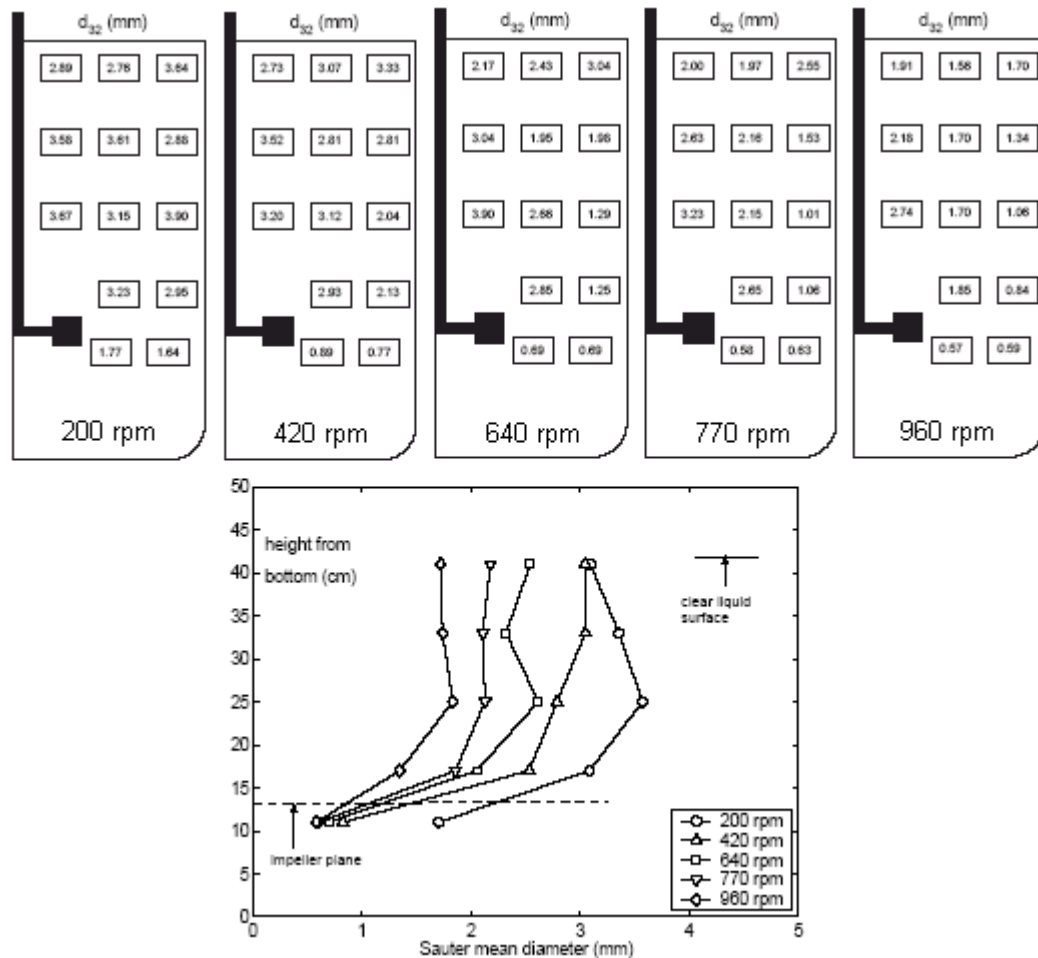 d32 (mm) d32 (mm) d32 (mm) d32 (mm) d32 (mm)
2.89 2.76 3.64 2.73 3.07 3.33 2.17 2.43 3.04 2.00 1.97 2.55 1.91 1.56 1.70
3.58 3.61 2.88 3.52 2.81 2.81 3.04 1.95 1.98 2.63 2.16 1.53 2.18 1.70 1.34
3.67 3.15 3.90 3.20 3.12 2.04 3.90 2.66 1.29 3.23 2.15 1.01 2.74 1.70 1.06
3.23 2.95 2.93 2.13 2.85 1.25 2.65 1.06 1.85 0.84
1.77 1.64 0.89 0.77 0.69 0.69 0.58 0.63 0.57 0.59
200 rpm 420 rpm 640 rpm 770 rpm 960 rpm
50
45
height from
40
bottom (cm)
clear liquid
surface
35
30
25
20
15
10
Impeller plane
5
0
200 rpm
420 rpm
640 rpm
770 rpm
960 rpm
0 1 2 3 4 5
Sauter mean diameter (mm)